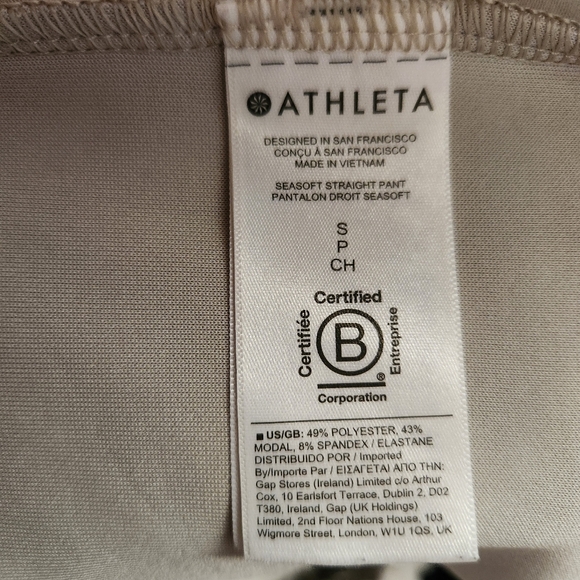 ATHLETA
DESIGNED IN SAN FRANCISCO
CONÇU À SAN FRANCISCO
MADE IN VIETNAM
SEASOFT STRAIGHT PANT
PANTALON DROIT SEASOFT
S
P
CH
Certified
Certifiée
B
Entreprise
®
Corporation
US/GB: 49% POLYESTER, 43%
MODAL, 8% SPANDEX / ELASTANE
DISTRIBUIDO POR / Imported
By/Importe Par / ΕΙΣΑΓΕΤΑΙ ΑΠΟ ΤΗΝ:
Gap Stores (Ireland) Limited c/o Arthur
Cox, 10 Earlsfort Terrace, Dublin 2, D02
T380, Ireland, Gap (UK Holdings)
Limited, 2nd Floor Nations House, 103
Wigmore Street, London, W1U 1QS, UK